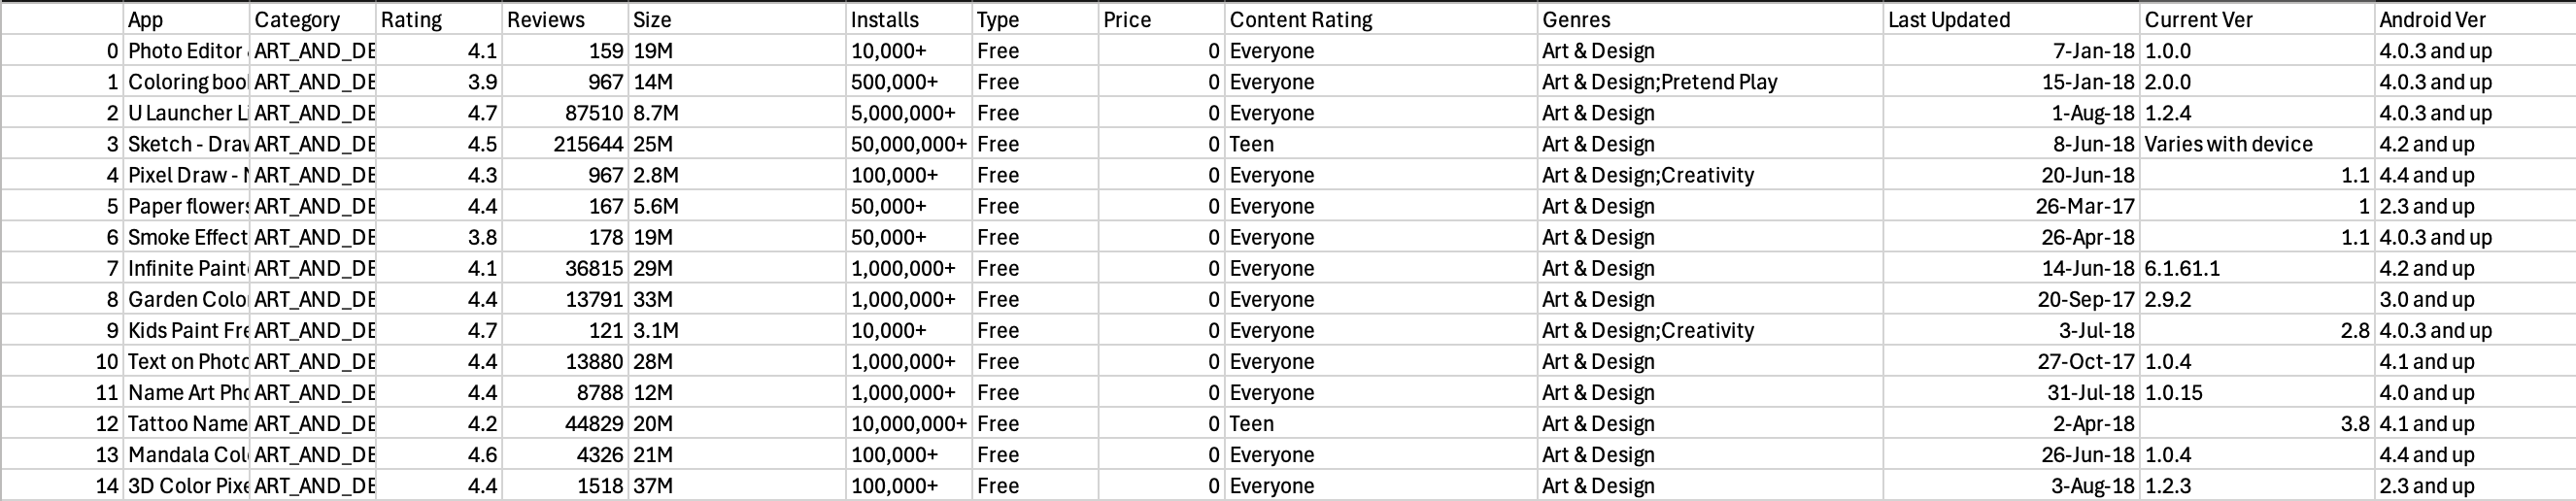 App Category Rating Reviews Size Installs Type Price Content Rating Genres Last Updated Current Ver Android Ver
0 Photo Editor ART_AND_DE 4.1 159 19M 10,000+ Free 0 Everyone Art & Design 7-Jan-18 1.0.0 4.0.3 and up
1 Coloring boo 3.9 967 14M 500,000+ Free 0 Everyone Art & Design;Pretend Play 15-Jan-18 2.0.0 4.0.3 and up
2 U Launcher Li ART_AND_DE 4.7 87510 8.7M 5,000,000+ Free 0 Everyone Art & Design 1-Aug-18 1.2.4 4.0.3 and up
3 Sketch - Drav ART_AND_DE 4.5 215644 25M 50,000,000+ Free 0 Teen Art & Design 8-Jun-18 Varies with device 4.2 and up
4 Pixel Draw - ART_AND_DE 4.3 967 2.8M 100,000+ Free 0 Everyone Art & Design;Creativity 20-Jun-18 1.1 4.4 and up
5 Paper flowers ART_AND_DE 4.4 167 5.6M 50,000+ Free 0 Everyone Art & Design 26-Mar-17 1 2.3 and up
6 Smoke Effect ART_AND_DE 3.8 178 19M 50,000+ Free 0 Everyone Art & Design 26-Apr-18 1.1 4.0.3 and up
7 Infinite Paint ART_AND_DE 4.1 36815 29M 1,000,000+ Free 0 Everyone Art & Design 14-Jun-18 6.1.61.1 4.2 and up
8 Garden Colo ART_AND_DE 4.4 13791 33M 1,000,000+ Free 0 Everyone Art & Design 20-Sep-17 2.9.2 3.0 and up
9 Kids Paint Fre ART_AND_DE 4.7 121 3.1M 10,000+ Free 0 Everyone Art & Design;Creativity 3-Jul-18 2.8 4.0.3 and up
10 Text on Photo ART_AND_DE 4.4 13880 28M 1,000,000+ Free 0 Everyone Art & Design 27-Oct-17 1.0.4 4.1 and up
11 Name Art Pho ART_AND_DE 4.4 8788 12M 1,000,000+ Free 0 Everyone Art & Design 31-Jul-18 1.0.15 4.0 and up
12 Tattoo Name ART_AND_DE 4.2 44829 20M 10,000,000+ Free 0 Teen Art & Design 2-Apr-18 3.8 4.1 and up
13 Mandala Col ART_AND_DE 4.6 4326 21M 100,000+ Free 0 Everyone Art & Design 26-Jun-18 1.0.4 4.4 and up
14 3D Color Pixe ART_AND_DE 4.4 1518 37M 100,000+ Free 0 Everyone Art & Design 3-Aug-18 1.2.3 2.3 and up